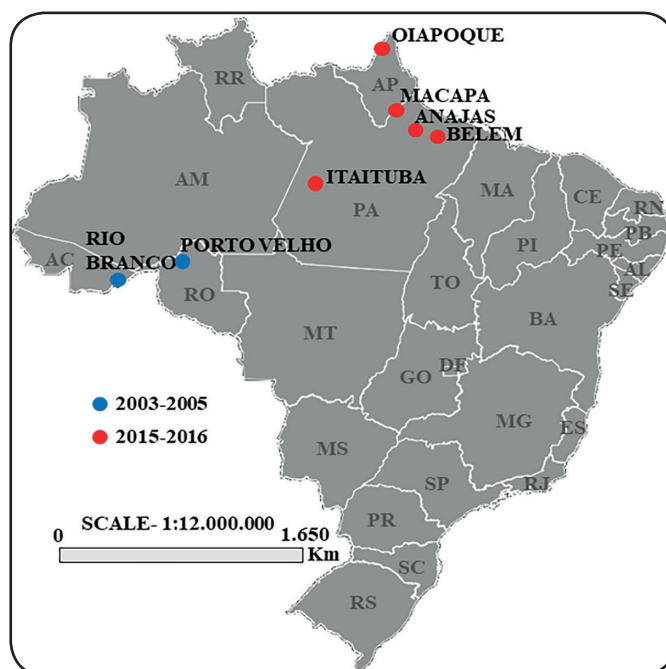 OIAPOQUE
RR
AP
MACAPA
ANAJAS
BELEM
AM
ITAITUBA
PA
MA
CE
RN
PB
PE
AL
SE
PI
RIO
BRANCO
PORTO VELHO
AC
RO
TO
BA
MT
DF
GO
2003-2005
2015-2016
MG
ES
MS
SP
RJ
SCALE- 1:12.000.000
0
1.650
Km
PR
SC
RS